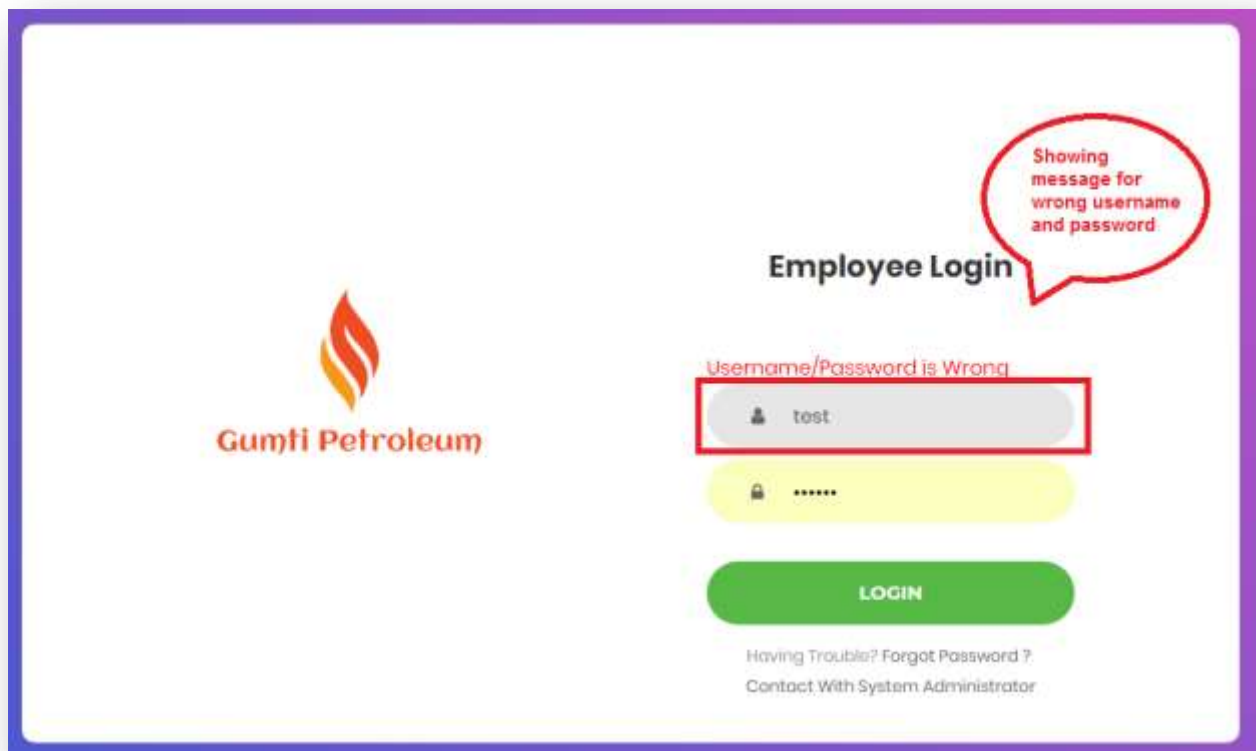 Showing
message for
wrong username
and password
Employee Login
Gumti Petroleum
Username/Password is Wrong
test
••••••
LOGIN
Having Trouble? Forgot Password ?
Contact With System Administrator